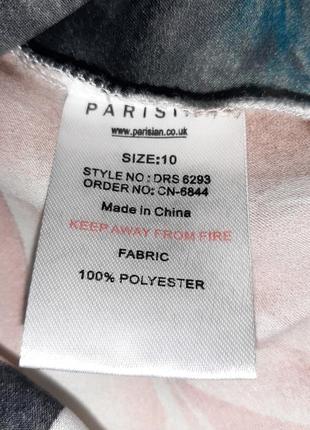 PARISIAN
www.parisian.co.uk
SIZE:10
STYLE NO : DRS 6293
ORDER NO: CN-6844
Made in China
KEEP AWAY FROM FIRE
FABRIC
100% POLYESTER